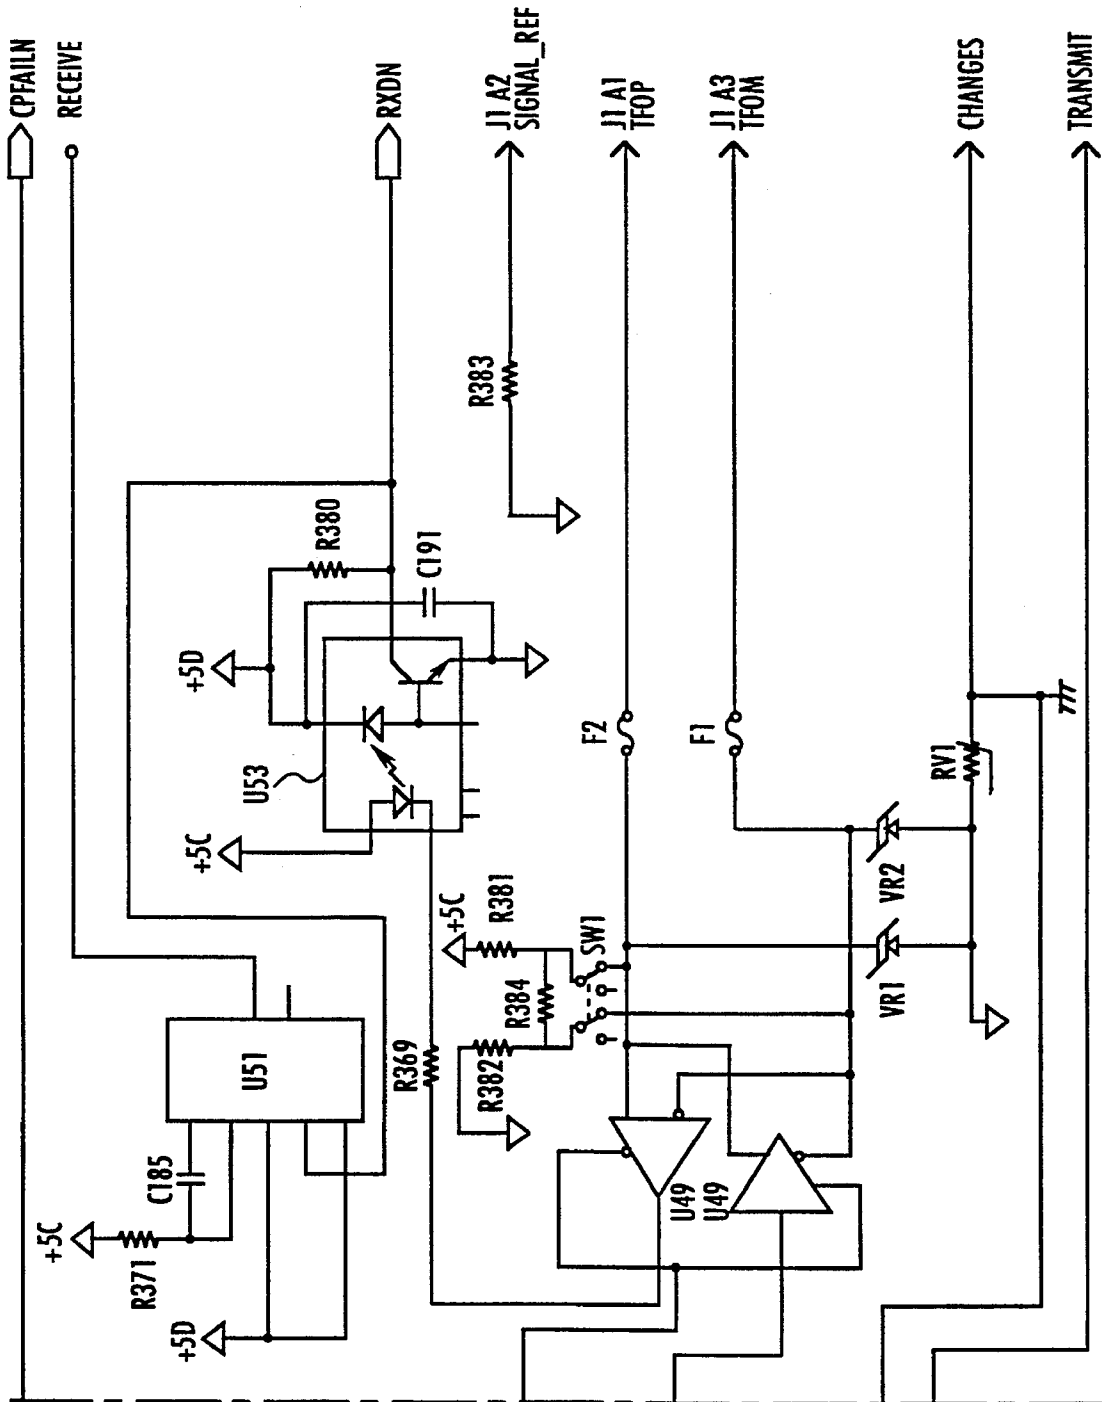 CPFAILN
RECEIVE
RXDN
J1 A2
SIGNAL_REF
J1 A1
TFOP
J1 A3
TFOM
CHANGES
TRANSMIT
R383
R380
C191
+5D
U53
+5C
F2
F1
RV1
VR2
VR1
+5C
R381
SW1
R384
R382
R369
U51
C185
+5C
R371
+5D
U49
U49